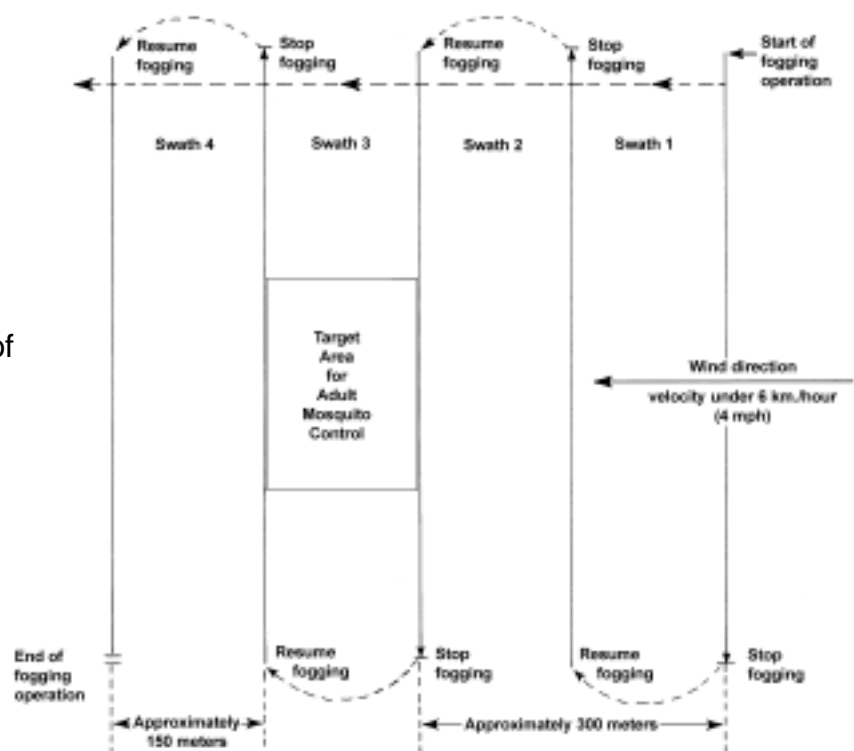 Resume
fogging
Stop
fogging
Resume
fogging
Stop
fogging
Start of
fogging
operation
Swath 4
Swath 3
Swath 2
Swath 1
of
Target
Area
for
Adult
Mosquito
Control
Wind direction
velocity under 6 km./hour
(4 mph)
End of
fogging
operation
Resume
fogging
Stop
fogging
Resume
fogging
Stop
fogging
Approximately
150 meters
Approximately 300 meters